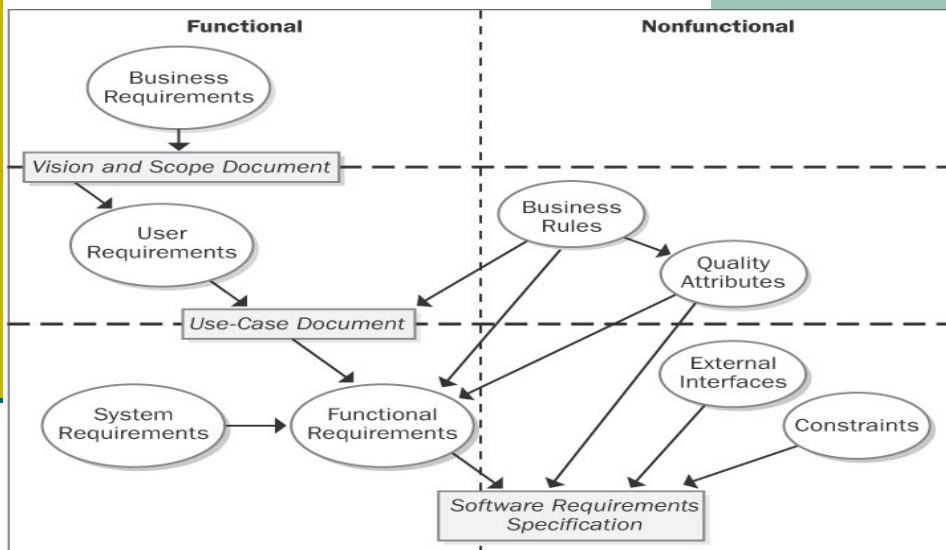 Functional
Nonfunctional
Business
Requirements
Vision and Scope Document
User
Requirements
Business
Rules
Quality
Attributes
Use-Case Document
System
Requirements
Functional
Requirements
External
Interfaces
Constraints
Software Requirements
Specification